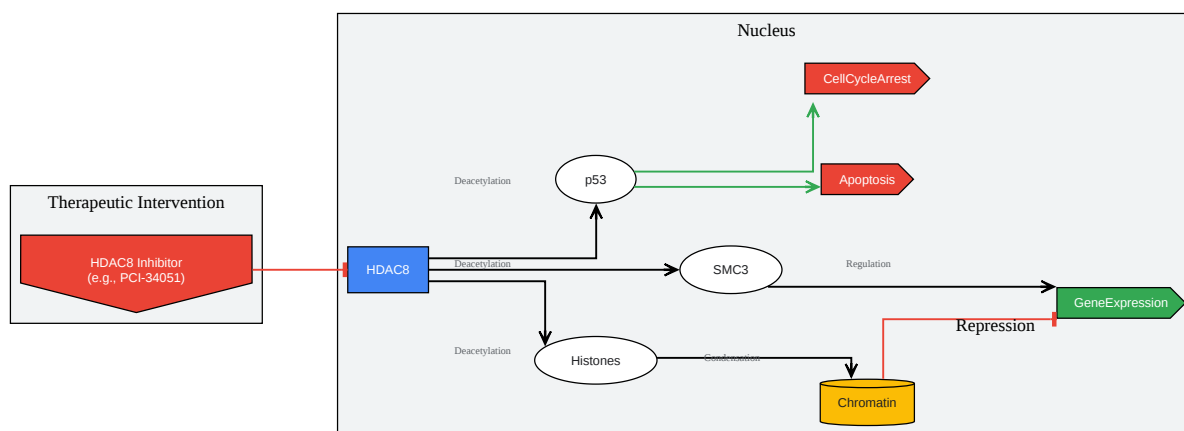 Nucleus
CellCycleArrest
Deacetylation
p53
Apoptosis
Therapeutic Intervention
HDAC8 Inhibitor
(e.g., PCI-34051)
HDAC8
Deacetylation
SMC3
Regulation
GeneExpression
Repression
Deacetylation
Histones
Condensation
Chromatin